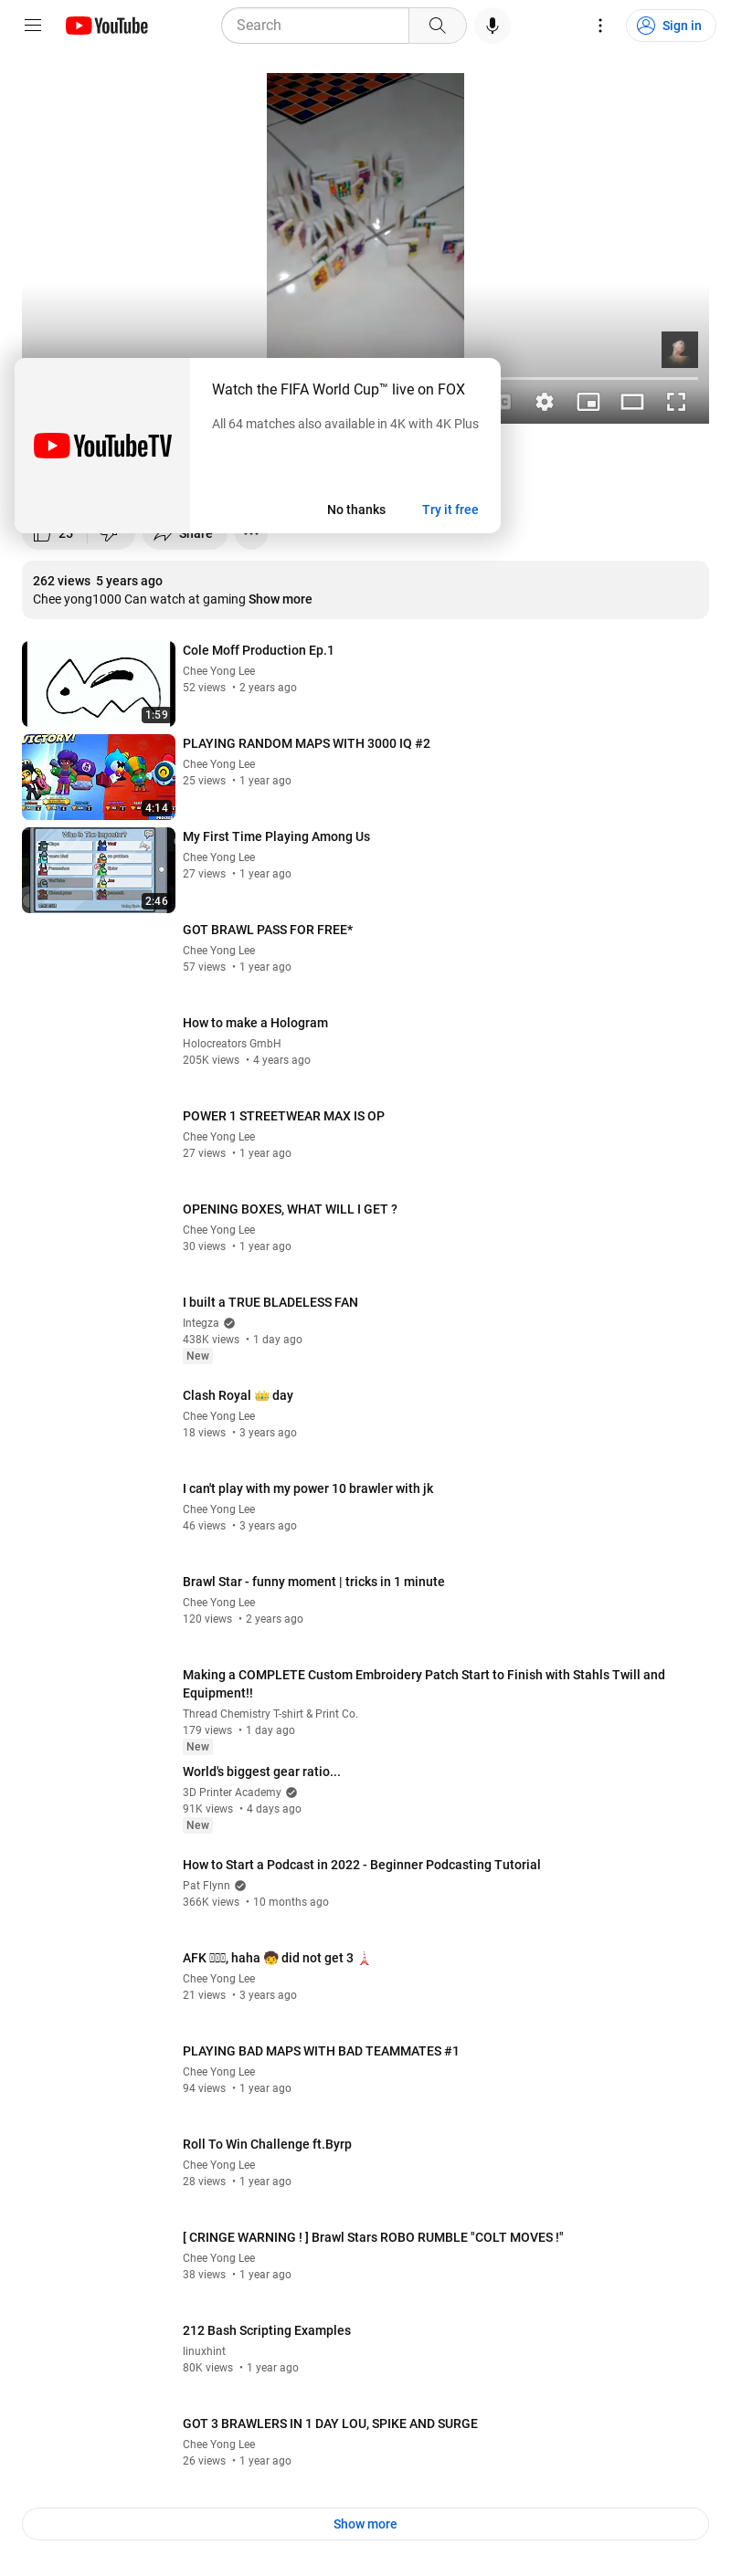 YouTube
Search
Sign in
Watch the FIFA World Cup™ live on FOX
All 64 matches also available in 4K with 4K Plus
YouTubeTV
No thanks
Try it free
25
Share
262 views 5 years ago
Chee yong1000 Can watch at gaming Show more
Cole Moff Production Ep.1
Chee Yong Lee
52 views • 2 years ago
1:59
VICTORY!
PLAYING RANDOM MAPS WITH 3000 IQ #2
Chee Yong Lee
25 views • 1 year ago
4:14
Who Is The Impostor?
My First Time Playing Among Us
Chee Yong Lee
27 views • 1 year ago
2:46
GOT BRAWL PASS FOR FREE*
Chee Yong Lee
57 views • 1 year ago
How to make a Hologram
Holocreators GmbH
205K views • 4 years ago
POWER 1 STREETWEAR MAX IS OP
Chee Yong Lee
27 views • 1 year ago
OPENING BOXES, WHAT WILL I GET ?
Chee Yong Lee
30 views • 1 year ago
I built a TRUE BLADELESS FAN
Integza
438K views • 1 day ago
New
Clash Royal 👑 day
Chee Yong Lee
18 views • 3 years ago
I can't play with my power 10 brawler with jk
Chee Yong Lee
46 views • 3 years ago
Brawl Star - funny moment | tricks in 1 minute
Chee Yong Lee
120 views • 2 years ago
Making a COMPLETE Custom Embroidery Patch Start to Finish with Stahls Twill and
Equipment!!
Thread Chemistry T-shirt & Print Co.
179 views • 1 day ago
New
World's biggest gear ratio...
3D Printer Academy
91K views • 4 days ago
New
How to Start a Podcast in 2022 - Beginner Podcasting Tutorial
Pat Flynn
366K views • 10 months ago
AFK , haha 🧒 did not get 3 🗼
Chee Yong Lee
21 views • 3 years ago
PLAYING BAD MAPS WITH BAD TEAMMATES #1
Chee Yong Lee
94 views • 1 year ago
Roll To Win Challenge ft.Byrp
Chee Yong Lee
28 views • 1 year ago
[ CRINGE WARNING ! ] Brawl Stars ROBO RUMBLE "COLT MOVES !"
Chee Yong Lee
38 views • 1 year ago
212 Bash Scripting Examples
linuxhint
80K views • 1 year ago
GOT 3 BRAWLERS IN 1 DAY LOU, SPIKE AND SURGE
Chee Yong Lee
26 views • 1 year ago
Show more